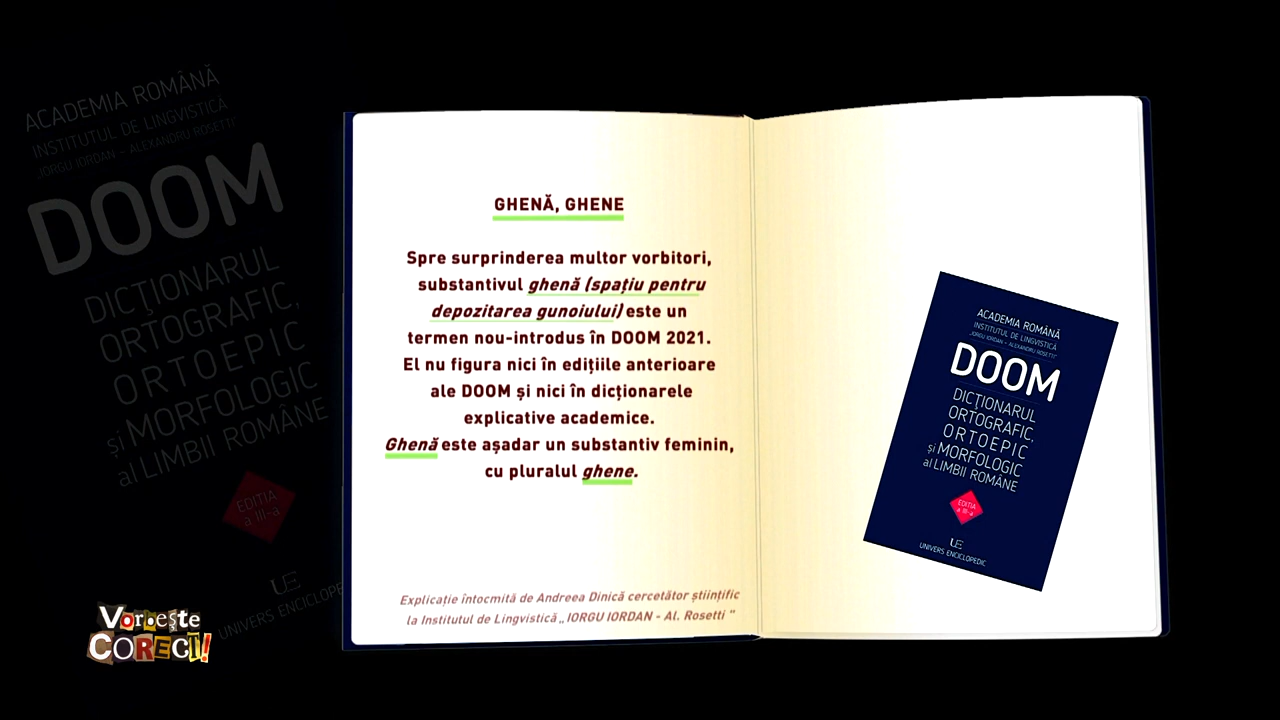 ACADEMIA ROMÂNĂ
INSTITUTUL DE LINGVISTICĂ
„IORGU IORDAN – ALEXANDRU ROSETTI”
DOOM
DICȚIONARUL
ORTOGRAFIC,
ORTOEPIC
și MORFOLOGIC
al LIMBII ROMÂNE
EDIȚIA
a III-a
UE
UNIVERS ENCICLOPE
Vorbește
CORECT!
GHENĂ, GHENE
Spre surprinderea multor vorbitori,
substantivul ghenă (spațiu pentru
depozitarea gunoiului) este un
termen nou-introdus în DOOM 2021.
El nu figura nici în edițiile anterioare
ale DOOM și nici în dicționarele
explicative academice.
Ghenă este așadar un substantiv feminin,
cu pluralul ghene.
Explicație întocmită de Andreea Dinică cercetător științific
la Institutul de Lingvistică „ IORGU IORDAN - Al. Rosetti ”
ACADEMIA ROMÂNĂ
INSTITUTUL DE LINGVISTICĂ
„IORGU IORDAN – ALEXANDRU ROSETTI”
DOOM
DICȚIONARUL
ORTOGRAFIC,
ORTOEPIC
și MORFOLOGIC
al LIMBII ROMÂNE
EDIȚIA
a III-a
UE
UNIVERS ENCICLOPEDIC